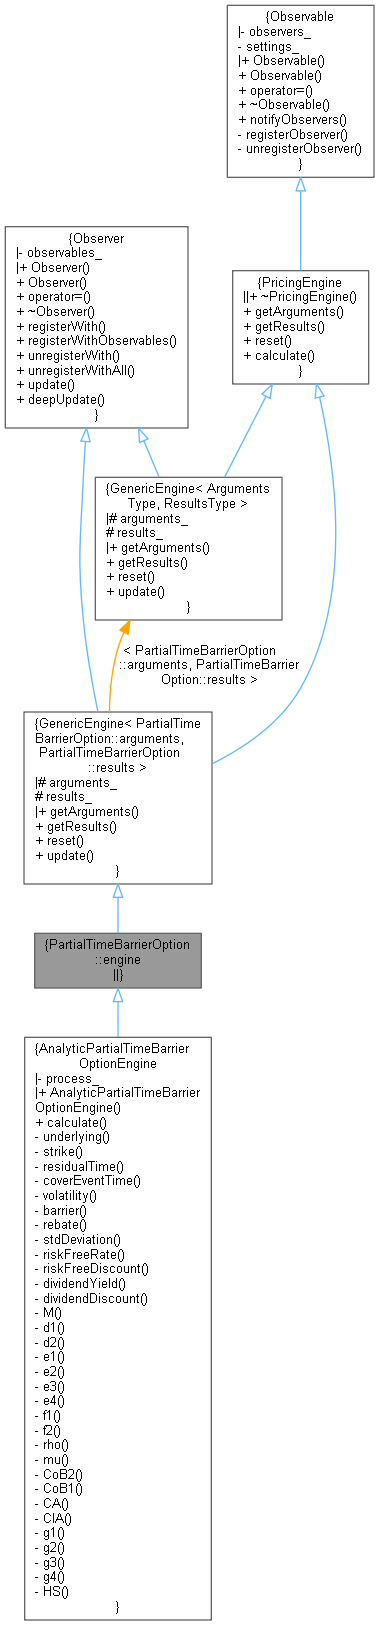 {Observable
|- observers_
- settings_
|+ Observable()
+ Observable()
+ operator=()
+ ~Observable()
+ notifyObservers()
- registerObserver()
- unregisterObserver()
}
{Observer
|- observables_
|+ Observer()
+ Observer()
+ operator=()
+ ~Observer()
+ registerWith()
+ registerWithObservables()
+ unregisterWith()
+ unregisterWithAll()
+ update()
+ deepUpdate()
}
{PricingEngine
||+ ~PricingEngine()
+ getArguments()
+ getResults()
+ reset()
+ calculate()
}
{GenericEngine< Arguments
Type, ResultsType >
|# arguments_
# results_
|+ getArguments()
+ getResults()
+ reset()
+ update()
}
< PartialTimeBarrierOption
::arguments, PartialTimeBarrier
Option::results >
{GenericEngine< PartialTime
BarrierOption::arguments,
PartialTimeBarrierOption
::results >
|# arguments_
# results_
|+ getArguments()
+ getResults()
+ reset()
+ update()
}
{PartialTimeBarrierOption
::engine
||}
{AnalyticPartialTimeBarrier
OptionEngine
|- process_
|+ AnalyticPartialTimeBarrier
OptionEngine()
+ calculate()
- underlying()
- strike()
- residualTime()
- coverEventTime()
- volatility()
- barrier()
- rebate()
- stdDeviation()
- riskFreeRate()
- riskFreeDiscount()
- dividendYield()
- dividendDiscount()
- M()
- d1()
- d2()
- e1()
- e2()
- e3()
- e4()
- f1()
- f2()
- rho()
- mu()
- CoB2()
- CoB1()
- CA()
- CIA()
- g1()
- g2()
- g3()
- g4()
- HS()
}